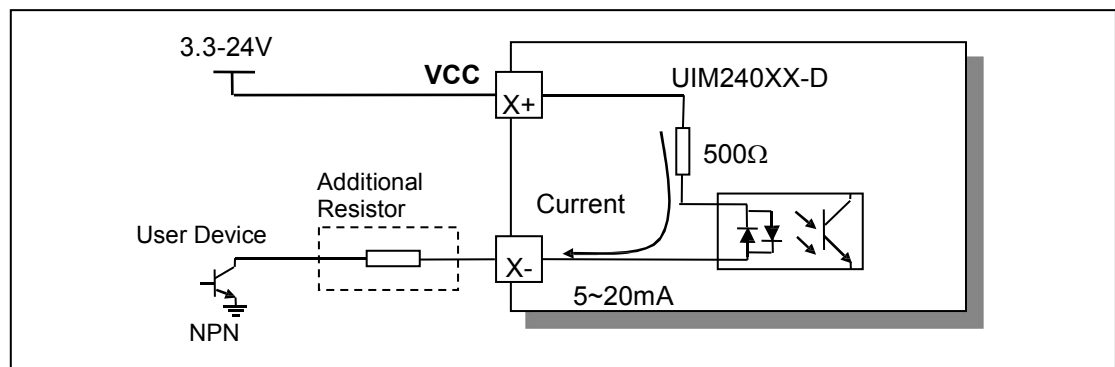 3.3-24V
VCC
UIM240XX-D
X+
500Ω
Additional
Resistor
Current
User Device
X-
5~20mA
NPN